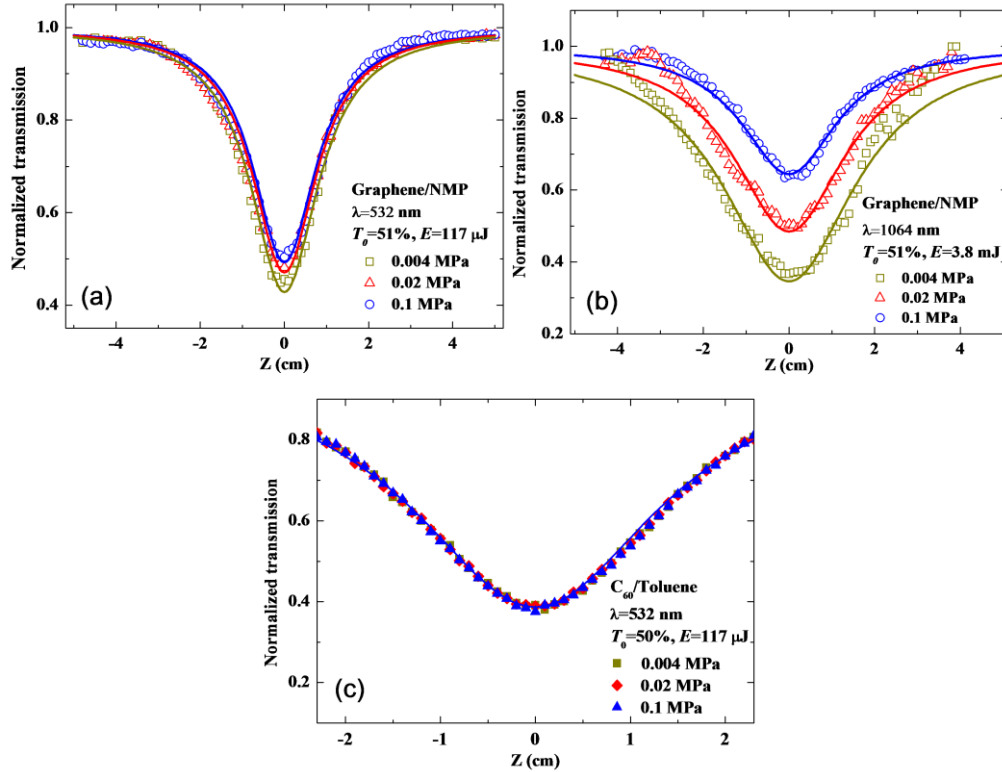 1.0
0.8
0.6
0.4
Normalized transmission
-4
-2
0
2
4
Z (cm)
(a)
Graphene/NMP
λ=532 nm
T0=51%, E=117 μJ
0.004 MPa
0.02 MPa
0.1 MPa
1.0
0.8
0.6
0.4
0.2
Normalized transmission
-4
-2
0
2
4
Z (cm)
(b)
Graphene/NMP
λ=1064 nm
T0=51%, E=3.8 mJ
0.004 MPa
0.02 MPa
0.1 MPa
0.8
0.6
0.4
0.2
Normalized transmission
-2
-1
0
1
2
Z (cm)
(c)
C60/Toluene
λ=532 nm
T0=50%, E=117 μJ
0.004 MPa
0.02 MPa
0.1 MPa